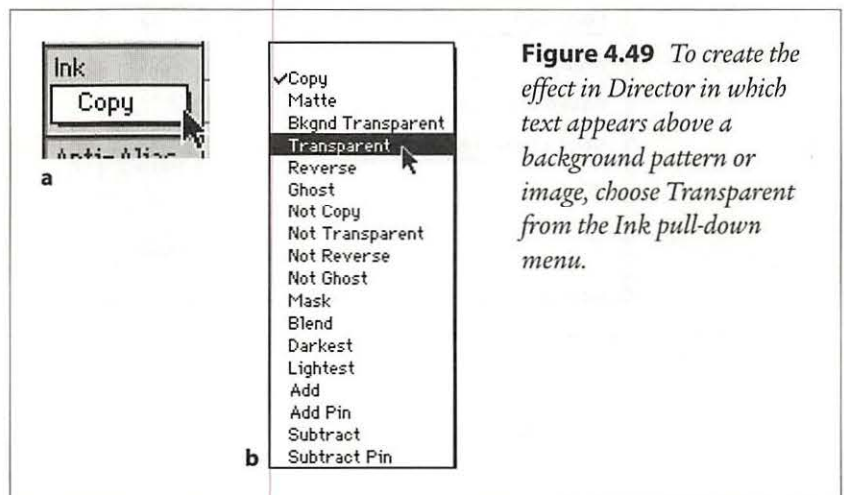 Ink
Copy
Anti-Alias
a
✔Copy
Matte
Bkgnd Transparent
Transparent
Reverse
Ghost
Not Copy
Not Transparent
Not Reverse
Not Ghost
Mask
Blend
Darkest
Lightest
Add
Add Pin
Subtract
Subtract Pin
b
Figure 4.49 To create the
effect in Director in which
text appears above a
background pattern or
image, choose Transparent
from the Ink pull-down
menu.